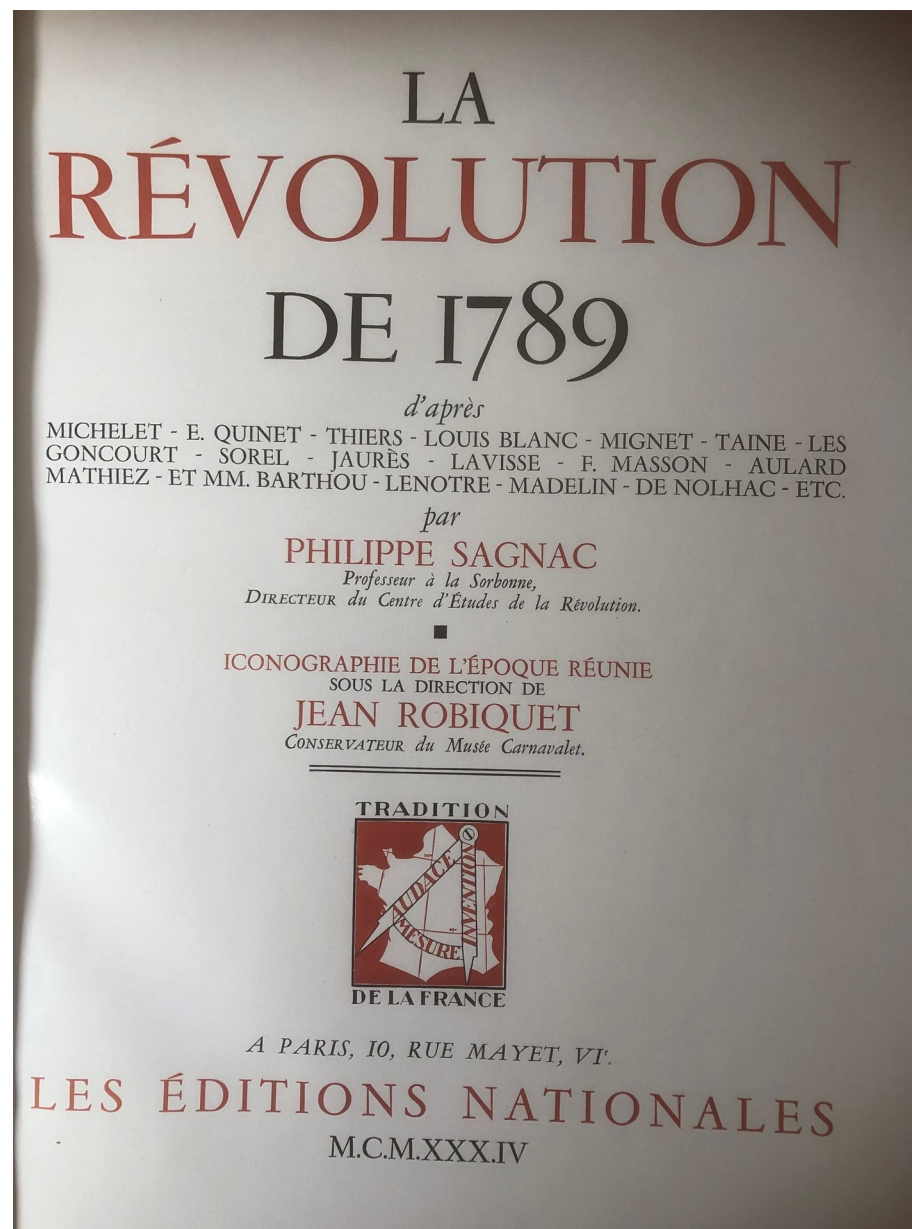 LA
RÉVOLUTION
DE 1789
d'après
MICHELET - E. QUINET - THIERS - LOUIS BLANC - MIGNET - TAINE - LES
GONCOURT - SOREL - JAURÈS - LAVISSE - F. MASSON - AULARD
MATHIEZ - ET MM. BARTHOU - LENOTRE - MADELIN - DE NOLHAC - ETC.
par
PHILIPPE SAGNAC
Professeur à la Sorbonne,
DIRECTEUR du Centre d'Études de la Révolution.
ICONOGRAPHIE DE L'ÉPOQUE RÉUNIE
SOUS LA DIRECTION DE
JEAN ROBIQUET
CONSERVATEUR du Musée Carnavalet.
TRADITION
AUDACE
INVENTION
MESURE
DE LA FRANCE
A PARIS, 10, RUE MAYET, VIe.
LES ÉDITIONS NATIONALES
M.C.M.XXX.IV